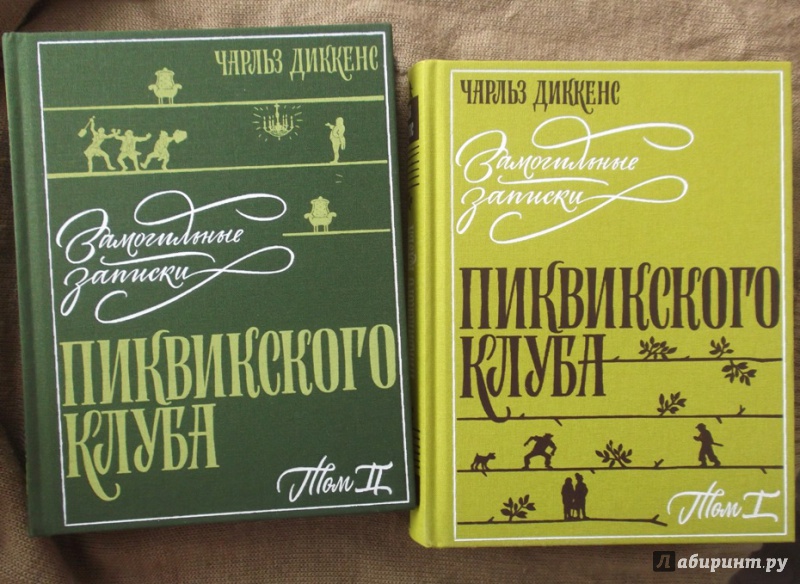 ЧАРЛЬЗ ДИККЕНС
Замогильные
записки
ПИКВИКСКОГО
КЛУБА
Том II
ЧАРЛЬЗ ДИККЕНС
Замогильные
записки
ПИКВИКСКОГО
КЛУБА
Том I
Лабиринт.ру